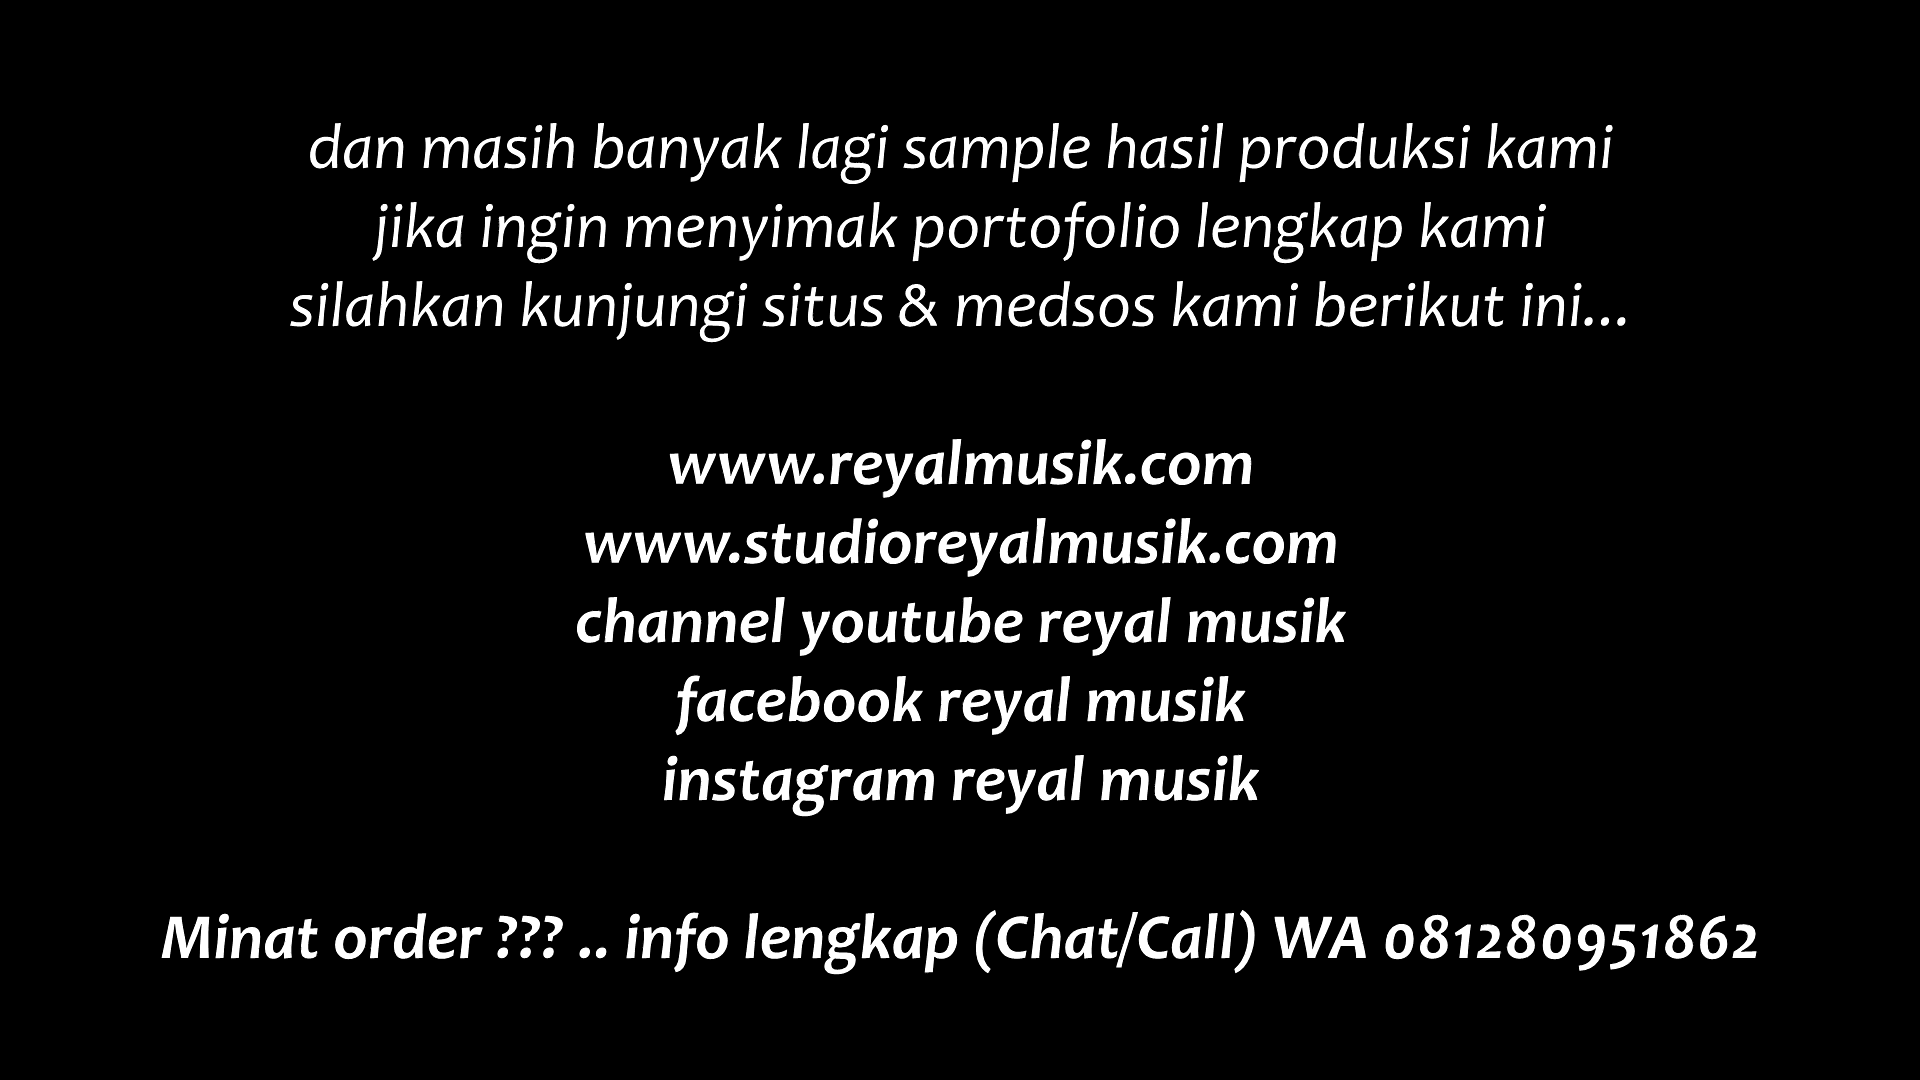 dan masih banyak lagi sample hasil produksi kami
jika ingin menyimak portofolio lengkap kami
silahkan kunjungi situs & medsos kami berikut ini...
www.reyalmusik.com
www.studioreyalmusik.com
channel youtube reyal musik
facebook reyal musik
instagram reyal musik
Minat order ??? .. info lengkap (Chat/Call) WA 081280951862